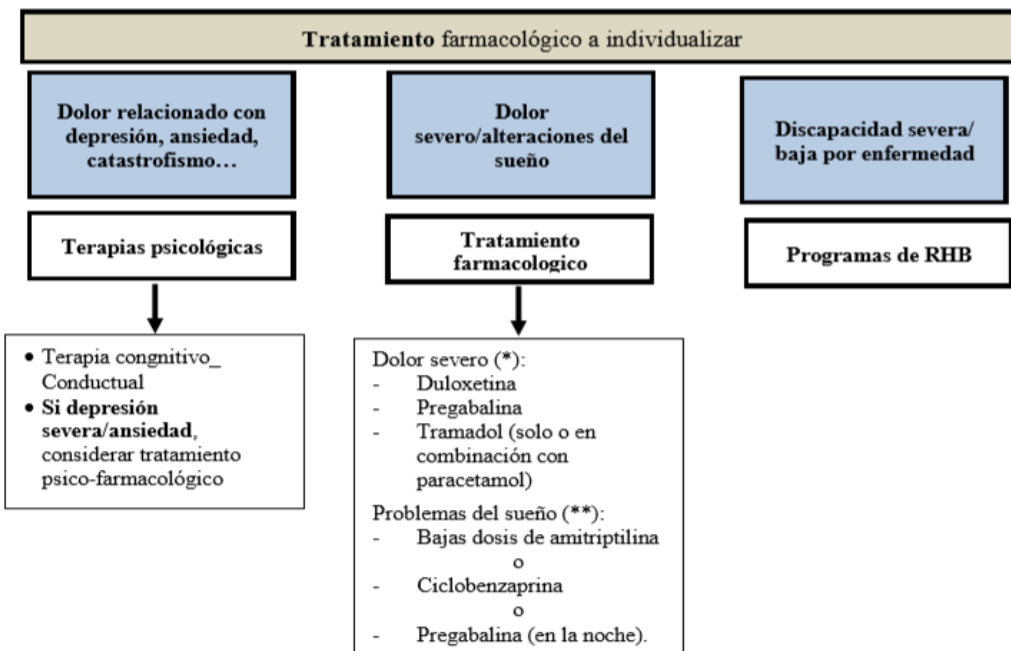 Tratamiento farmacológico a individualizar
Dolor relacionado con
depresión, ansiedad,
catastrofismo…
Dolor
severo/alteraciones del
sueño
Discapacidad severa/
baja por enfermedad
Terapias psicológicas
Tratamiento
farmacologico
Programas de RHB
• Terapia congnitivo_
Conductual
• Si depresión
severa/ansiedad,
considerar tratamiento
psico-farmacológico
Dolor severo (*):
- Duloxetina
- Pregabalina
- Tramadol (solo o en
combinación con
paracetamol)
Problemas del sueño (**):
- Bajas dosis de amitriptilina
o
- Ciclobenzaprina
o
- Pregabalina (en la noche).